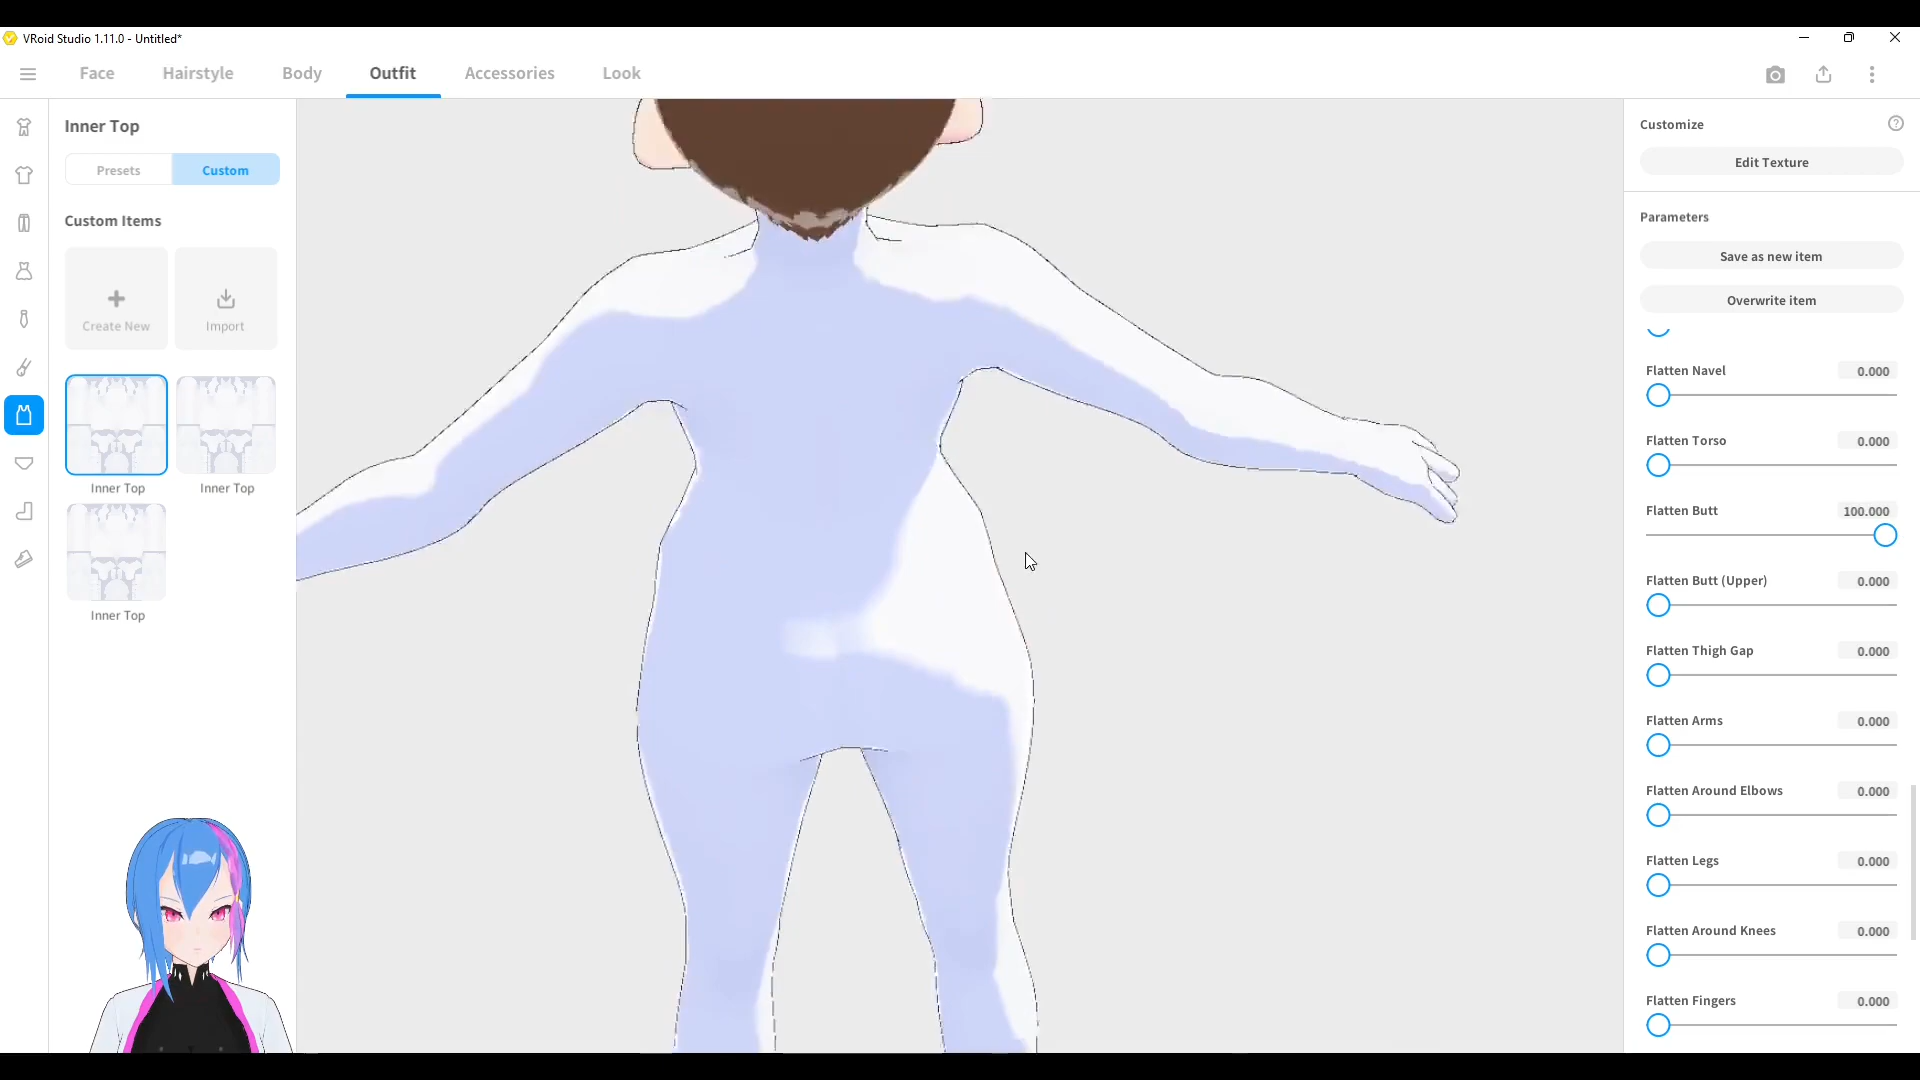 VRoid Studio 1.11.0 - Untitled*
Face Hairstyle Body Outfit Accessories Look
Inner Top
Presets Custom
Custom Items
Create New Import
Inner Top Inner Top
Inner Top
Customize
Edit Texture
Parameters
Save as new item
Overwrite item
Flatten Navel 0.000
Flatten Torso 0.000
Flatten Butt 100.000
Flatten Butt (Upper) 0.000
Flatten Thigh Gap 0.000
Flatten Arms 0.000
Flatten Around Elbows 0.000
Flatten Legs 0.000
Flatten Around Knees 0.000
Flatten Fingers 0.000